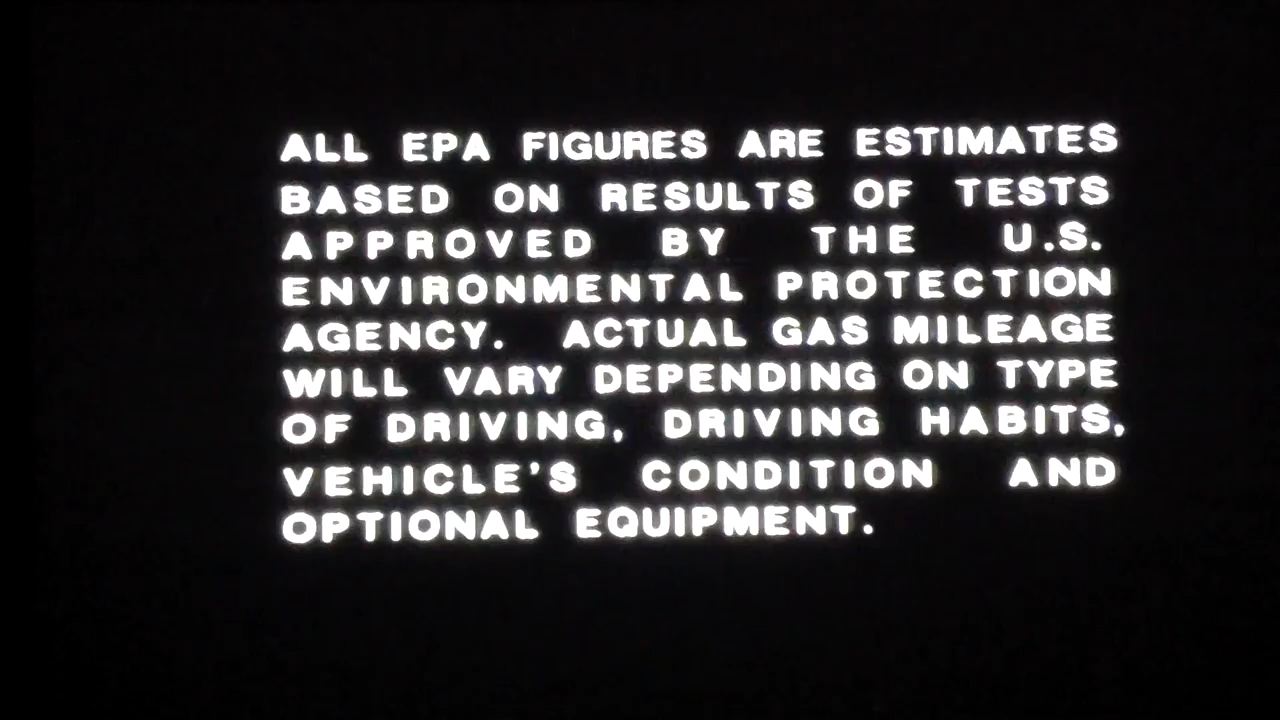 ALL EPA FIGURES ARE ESTIMATES
BASED ON RESULTS OF TESTS
APPROVED BY THE U.S.
ENVIRONMENTAL PROTECTION
AGENCY. ACTUAL GAS MILEAGE
WILL VARY DEPENDING ON TYPE
OF DRIVING, DRIVING HABITS,
VEHICLE'S CONDITION AND
OPTIONAL EQUIPMENT.